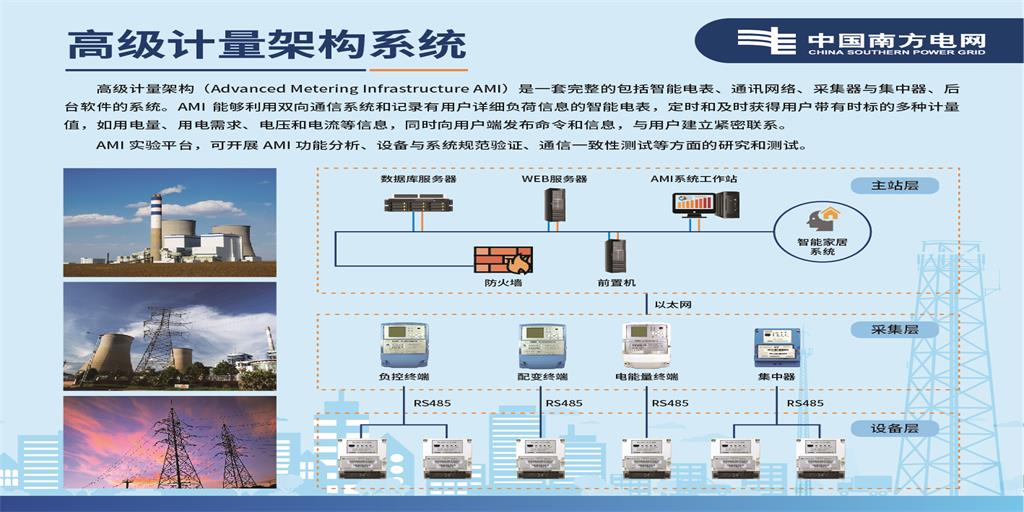 高级计量架构系统
中国南方电网
CHINA SOUTHERN POWER GRID
高级计量架构（Advanced Metering Infrastructure AMI）是一套完整的包括智能电表、通讯网络、采集器与集中器、后
台软件的系统。AMI 能够利用双向通信系统和记录有用户详细负荷信息的智能电表，定时和及时获得用户带有时标的多种计量
值，如用电量、用电需求、电压和电流等信息，同时向用户端发布命令和信息，与用户建立紧密联系。
AMI 实验平台，可开展 AMI 功能分析、设备与系统规范验证、通信一致性测试等方面的研究和测试。
数据库服务器
WEB服务器
AMI系统工作站
主站层
智能家居
系统
防火墙
前置机
以太网
采集层
负控终端
配变终端
电能量终端
集中器
RS485
RS485
RS485
RS485
设备层